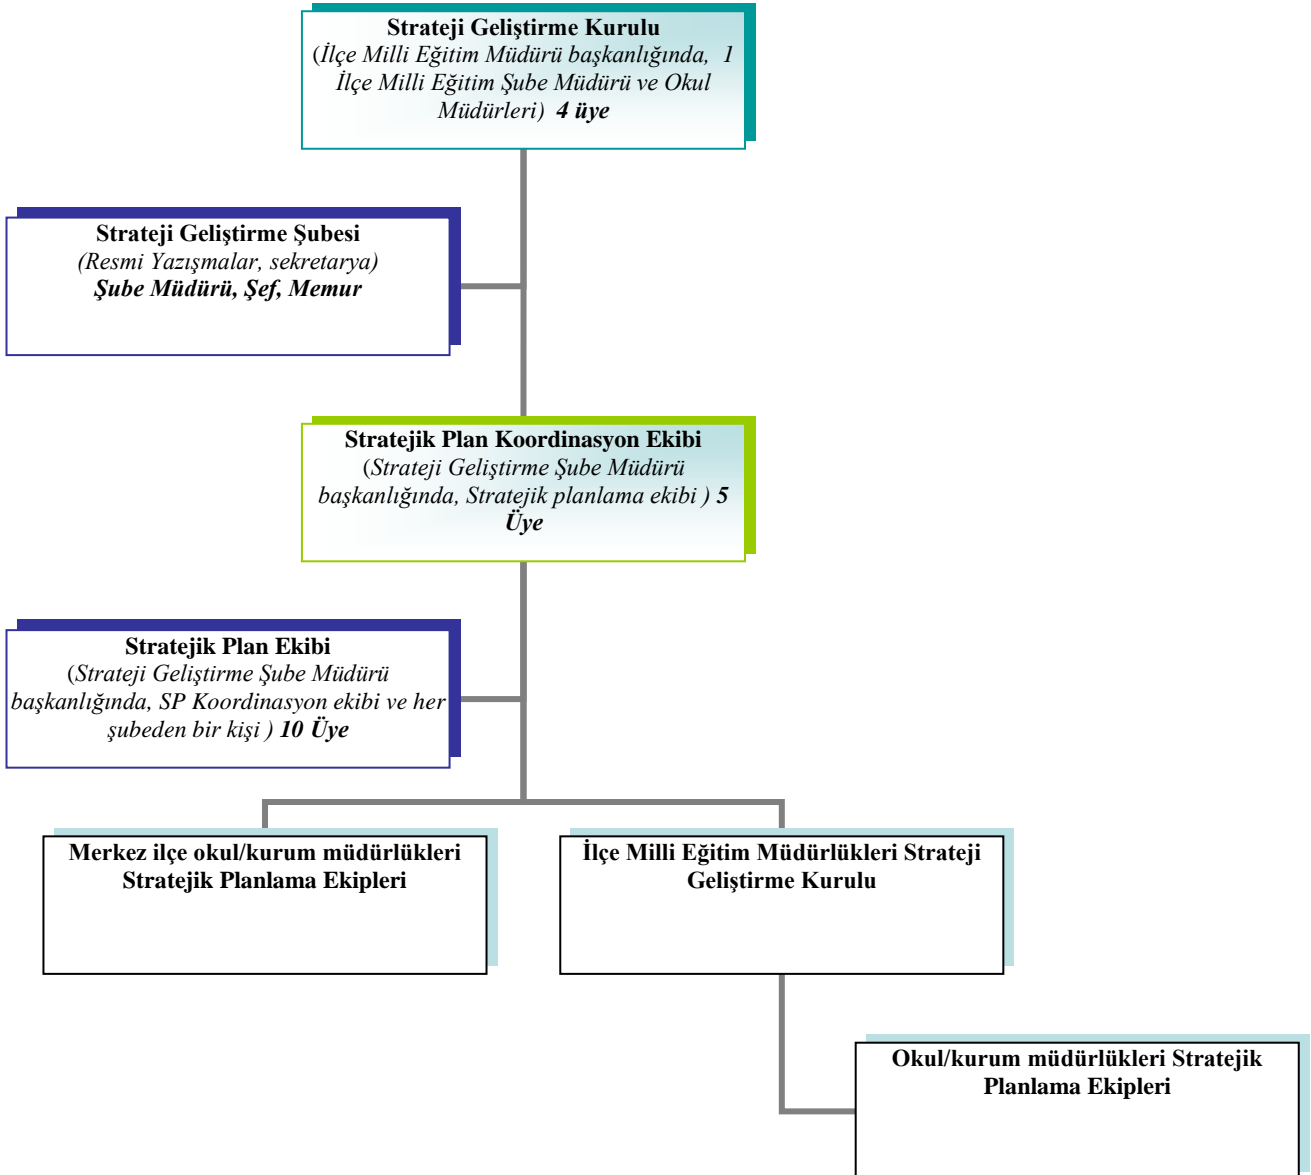 Strateji Geliştirme Kurulu
(İlçe Milli Eğitim Müdürü başkanlığında, 1
İlçe Milli Eğitim Şube Müdürü ve Okul
Müdürleri) 4 üye
Strateji Geliştirme Şubesi
(Resmi Yazışmalar, sekretarya)
Şube Müdürü, Şef, Memur
Stratejik Plan Koordinasyon Ekibi
(Strateji Geliştirme Şube Müdürü
başkanlığında, Stratejik planlama ekibi ) 5
Üye
Stratejik Plan Ekibi
(Strateji Geliştirme Şube Müdürü
başkanlığında, SP Koordinasyon ekibi ve her
şubeden bir kişi ) 10 Üye
Merkez ilçe okul/kurum müdürlükleri
Stratejik Planlama Ekipleri
İlçe Milli Eğitim Müdürlükleri Strateji
Geliştirme Kurulu
Okul/kurum müdürlükleri Stratejik
Planlama Ekipleri